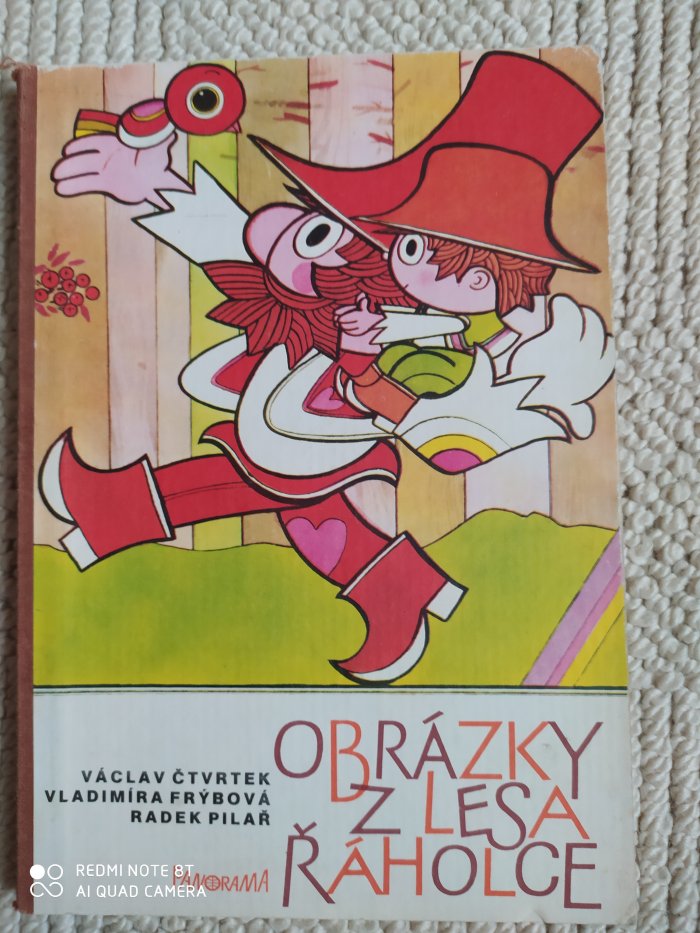 VÁCLAV ČTVRTEK
VLADIMÍRA FRÝBOVÁ
RADEK PILAŘ
OBRÁZKY
Z LESA
ŘÁHOLCE
PANORAMA
REDMI NOTE 8T
AI QUAD CAMERA